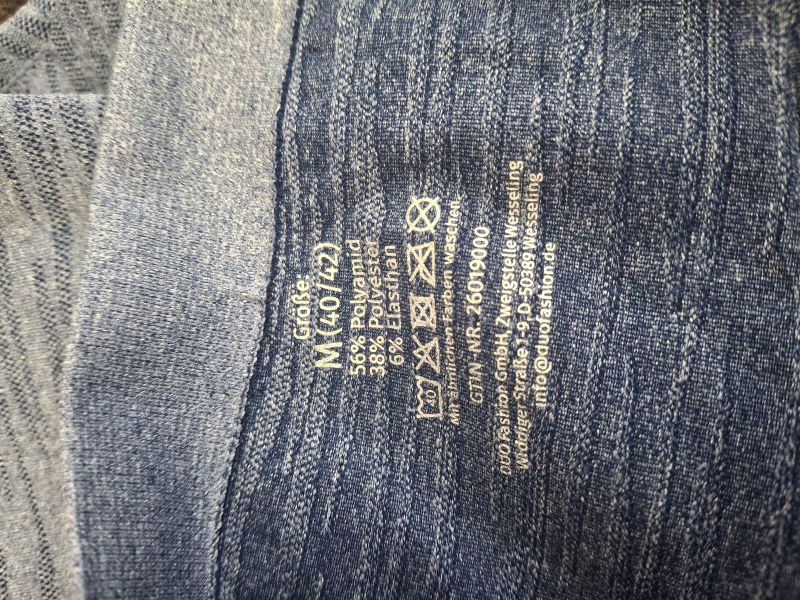 Größe:
M (40/42)
56% Polyamid
38% Polyester
6% Elasthan
40
Mit ähnlichen Farben waschen
GTIN-NR. 26019000
DUO Fashion GmbH Zweigstelle Wesseling
Widdiger Straße 1-9 D-50389 Wesseling
info@duofashion.de